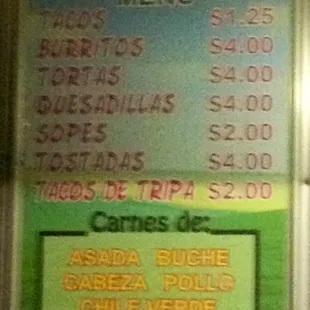 MENU
TACOS $1.25
BURRITOS $4.00
TORTAS $4.00
QUESADILLAS $4.00
SOPES $2.00
TOSTADAS $4.00
TACOS DE TRIPA $2.00
Carnes de:
ASADA BUCHE
CABEZA POLLO
CHILE VERDE